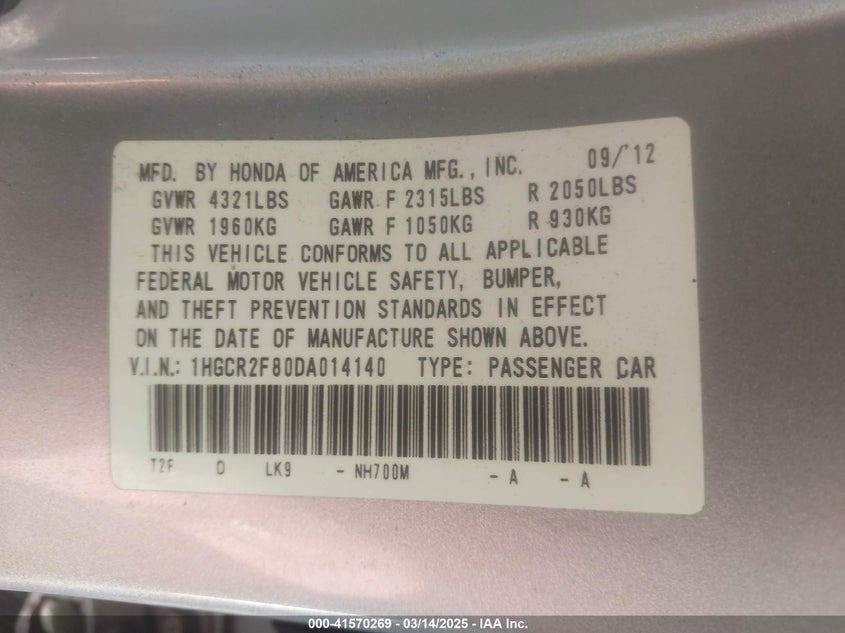 MFD. BY HONDA OF AMERICA MFG., INC. 09/'12
GVWR 4321LBS GAWR F 2315LBS R 2050LBS
GVWR 1960KG GAWR F 1050KG R 930KG
THIS VEHICLE CONFORMS TO ALL APPLICABLE
FEDERAL MOTOR VEHICLE SAFETY, BUMPER,
AND THEFT PREVENTION STANDARDS IN EFFECT
ON THE DATE OF MANUFACTURE SHOWN ABOVE.
V.I.N.: 1HGCR2F80DA014140 TYPE: PASSENGER CAR
T2F D LK9 - NH700M - A - A
000-41570269 - 03/14/2025 - IAA Inc.